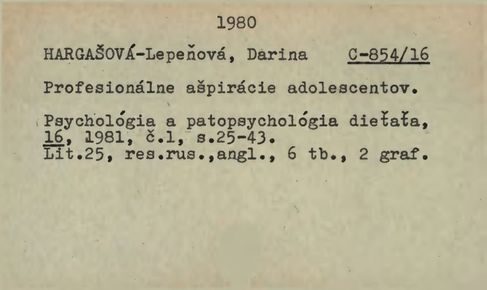 1980
HARGAŠOVÁ-Lepeňová, Darina C-854/16
Profesionálne ašpirácie adolescentov.
Psychológia a patopsychológia dieťaťa,
16, 1981, č.1, s.25-43.
Lit.25, res.rus.,angl., 6 tb., 2 graf.